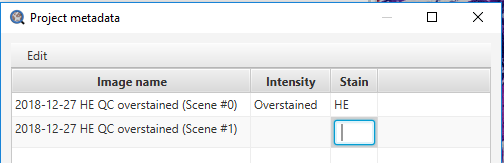 Project metadata
Edit
Image name Intensity Stain
2018-12-27 HE QC overstained (Scene #0) Overstained HE
2018-12-27 HE QC overstained (Scene #1)